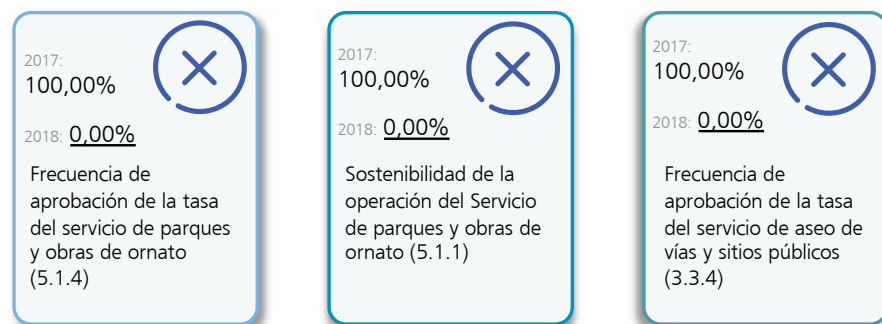 2017:
100,00%
2018: 0,00%
Frecuencia de
aprobación de la tasa
del servicio de parques
y obras de ornato
(5.1.4)
2017:
100,00%
2018: 0,00%
Sostenibilidad de la
operación del Servicio
de parques y obras de
ornato (5.1.1)
2017:
100,00%
2018: 0,00%
Frecuencia de
aprobación de la tasa
del servicio de aseo de
vías y sitios públicos
(3.3.4)